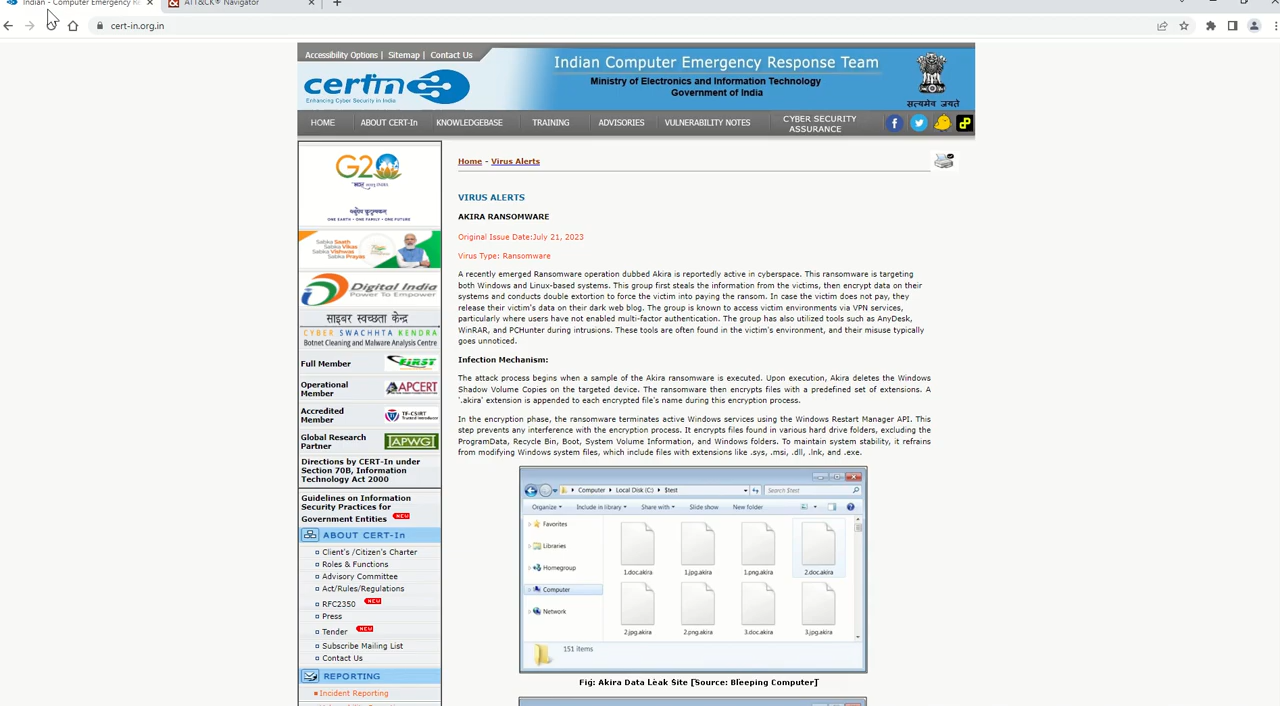 Indian - Computer Emergency R
ATT&CK® Navigator
cert-in.org.in
Accessibility Options | Sitemap | Contact Us
certin
Enhancing Cyber Security in India
Indian Computer Emergency Response Team
Ministry of Electronics and Information Technology
Government of India
सत्यमेव जयते
HOME ABOUT CERT-In KNOWLEDGEBASE TRAINING ADVISORIES VULNERABILITY NOTES CYBER SECURITY ASSURANCE
G20
वसुधैव कुटुम्बकम्
ONE EARTH • ONE FAMILY • ONE FUTURE
Sabka Saath
Sabka Vikas
Sabka Vishwas
Sabka Prayas
Digital India
Power To Empower
साइबर स्वच्छता केन्द्र
CYBER SWACHHTA KENDRA
Botnet Cleaning and Malware Analysis Centre
Full Member FIRST
Operational Member APCERT
Accredited Member TF-CSIRT
Global Research Partner APWG
Directions by CERT-In under
Section 70B, Information
Technology Act 2000
Guidelines on Information
Security Practices for
Government Entities NEW
ABOUT CERT-In
Client's /Citizen's Charter
Roles & Functions
Advisory Committee
Act/Rules/Regulations
RFC2350 NEW
Press
Tender NEW
Subscribe Mailing List
Contact Us
REPORTING
Incident Reporting
Home - Virus Alerts
VIRUS ALERTS
AKIRA RANSOMWARE
Original Issue Date:July 21, 2023
Virus Type: Ransomware
A recently emerged Ransomware operation dubbed Akira is reportedly active in cyberspace. This ransomware is targeting
both Windows and Linux-based systems. This group first steals the information from the victims, then encrypt data on their
systems and conducts double extortion to force the victim into paying the ransom. In case the victim does not pay, they
release their victim's data on their dark web blog. The group is known to access victim environments via VPN services,
particularly where users have not enabled multi-factor authentication. The group has also utilized tools such as AnyDesk,
WinRAR, and PCHunter during intrusions. These tools are often found in the victim's environment, and their misuse typically
goes unnoticed.
Infection Mechanism:
The attack process begins when a sample of the Akira ransomware is executed. Upon execution, Akira deletes the Windows
Shadow Volume Copies on the targeted device. The ransomware then encrypts files with a predefined set of extensions. A
'.akira' extension is appended to each encrypted file's name during this encryption process.
In the encryption phase, the ransomware terminates active Windows services using the Windows Restart Manager API. This
step prevents any interference with the encryption process. It encrypts files found in various hard drive folders, excluding the
ProgramData, Recycle Bin, Boot, System Volume Information, and Windows folders. To maintain system stability, it refrains
from modifying Windows system files, which include files with extensions like .sys, .msi, .dll, .lnk, and .exe.
Computer Local Disk (C:) $test Search $test
Organize Include in library Share with Slide show New folder
Favorites
Libraries
Homegroup
Computer
Network
1.doc.akira 1.jpg.akira 1.png.akira 2.doc.akira
2.jpg.akira 2.png.akira 3.doc.akira 3.jpg.akira
151 items
Fig: Akira Data Leak Site [Source: Bleeping Computer]